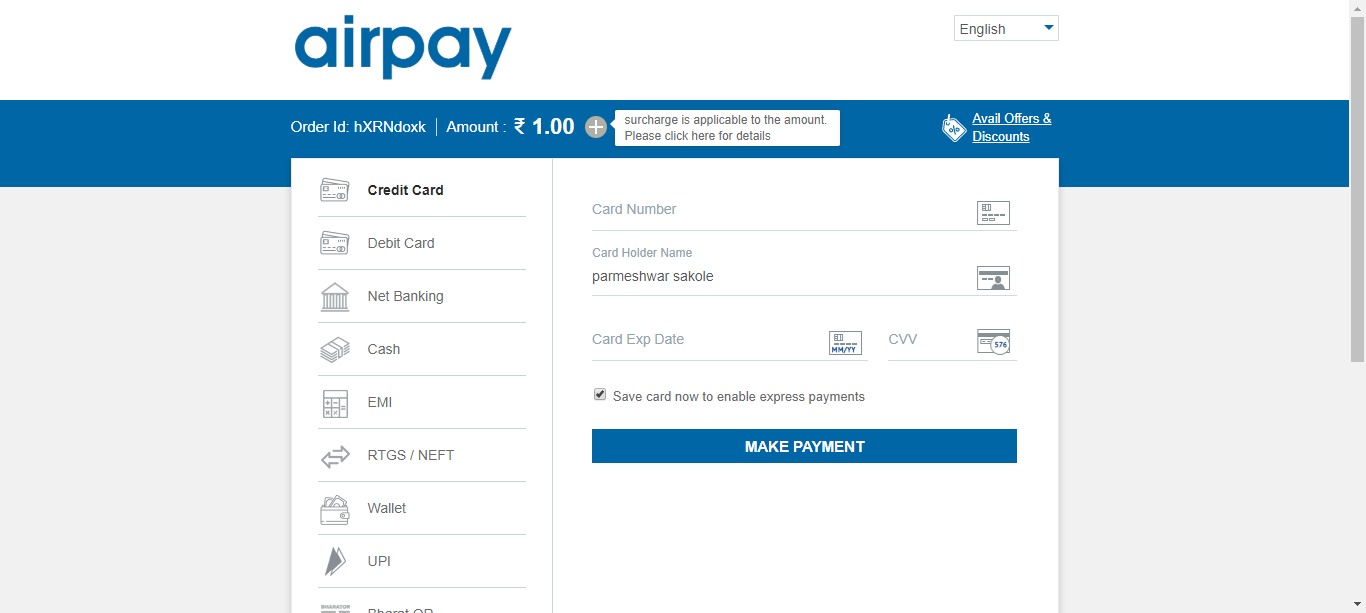 airpay
English
Order Id: hXRNdoxk
Amount : ₹ 1.00
surcharge is applicable to the amount.
Please click here for details
Avail Offers &
Discounts
Credit Card
Debit Card
Net Banking
Cash
EMI
RTGS / NEFT
Wallet
UPI
Bharat QR
Card Number
Card Holder Name
parmeshwar sakole
Card Exp Date
MM/YY
CVV
576
Save card now to enable express payments
MAKE PAYMENT